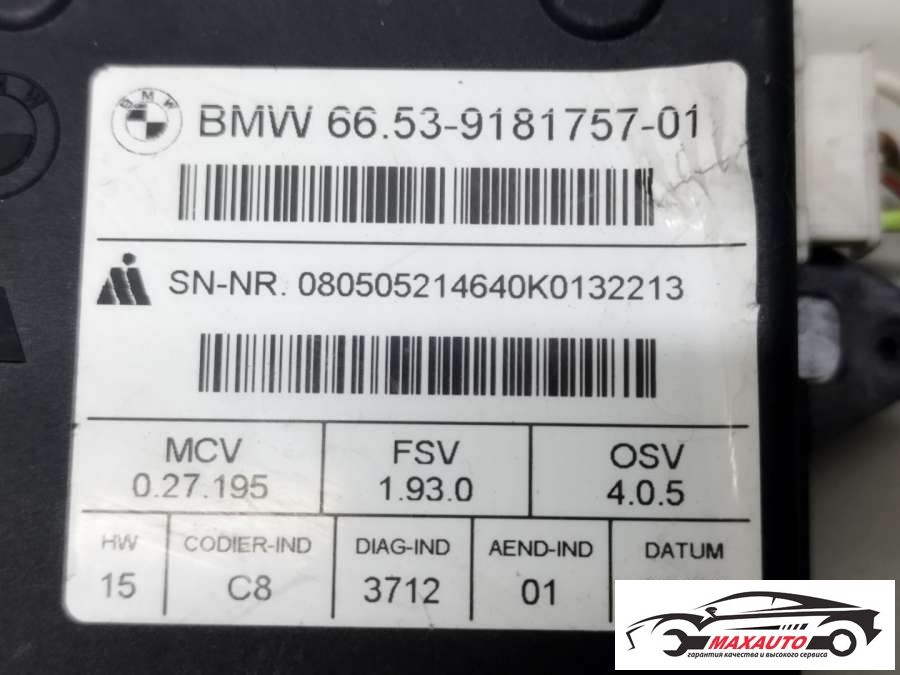 BMW
BMW 66.53-9181757-01
SN-NR. 080505214640K0132213
MCV FSV OSV
0.27.195 1.93.0 4.0.5
HW CODIER-IND DIAG-IND AEND-IND DATUM
15 C8 3712 01
MAXAUTO
гарантия качества и высокого сервиса